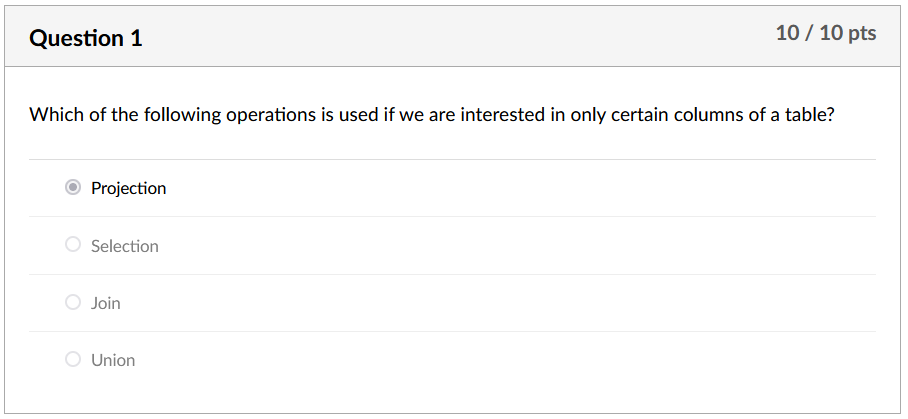 Question 1
10 / 10 pts
Which of the following operations is used if we are interested in only certain columns of a table?
Projection
Selection
Join
Union